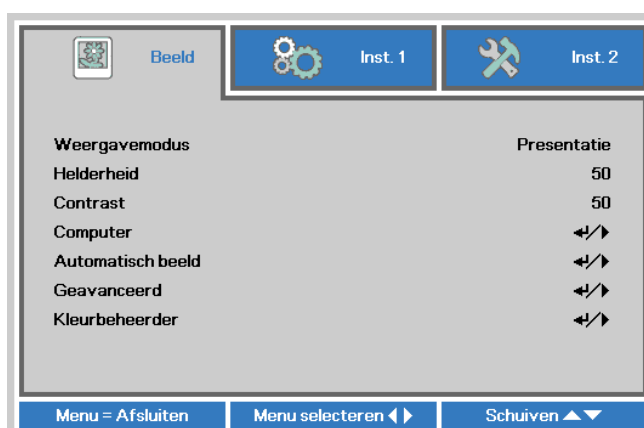 Beeld Inst. 1 Inst. 2
Weergavemodus Presentatie
Helderheid 50
Contrast 50
Computer ↵/▶
Automatisch beeld ↵/▶
Geavanceerd ↵/▶
Kleurbeheerder ↵/▶
Menu = Afsluiten Menu selecteren ◀▶ Schuiven ▲▼